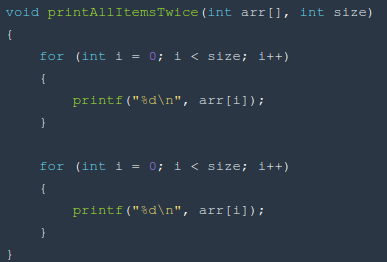 void printAllItemsTwice(int arr[], int size)
{
    for (int i = 0; i < size; i++)
    {
        printf("%d\n", arr[i]);
    }

    for (int i = 0; i < size; i++)
    {
        printf("%d\n", arr[i]);
    }
}